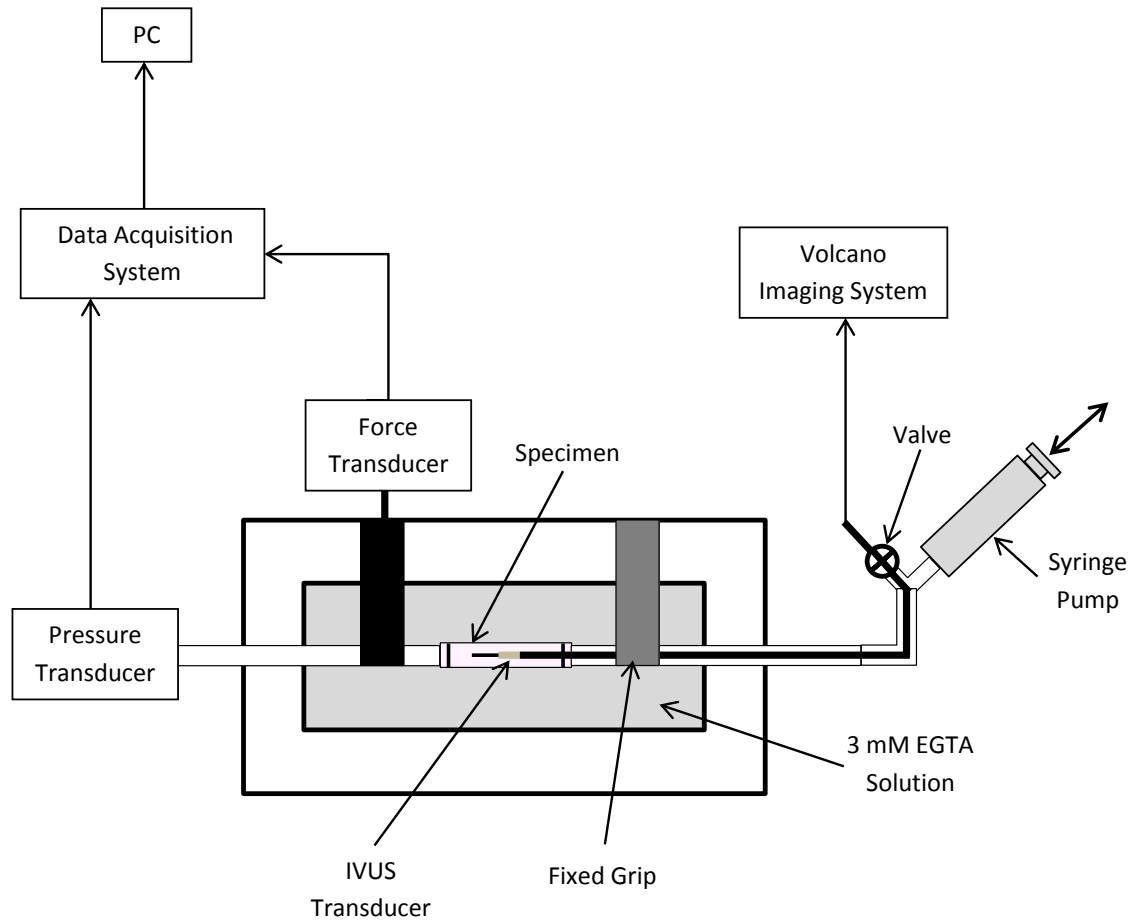 PC
Data Acquisition
System
Volcano
Imaging System
Force
Transducer
Specimen
Valve
Syringe
Pump
Pressure
Transducer
3 mM EGTA
Solution
IVUS
Transducer
Fixed Grip